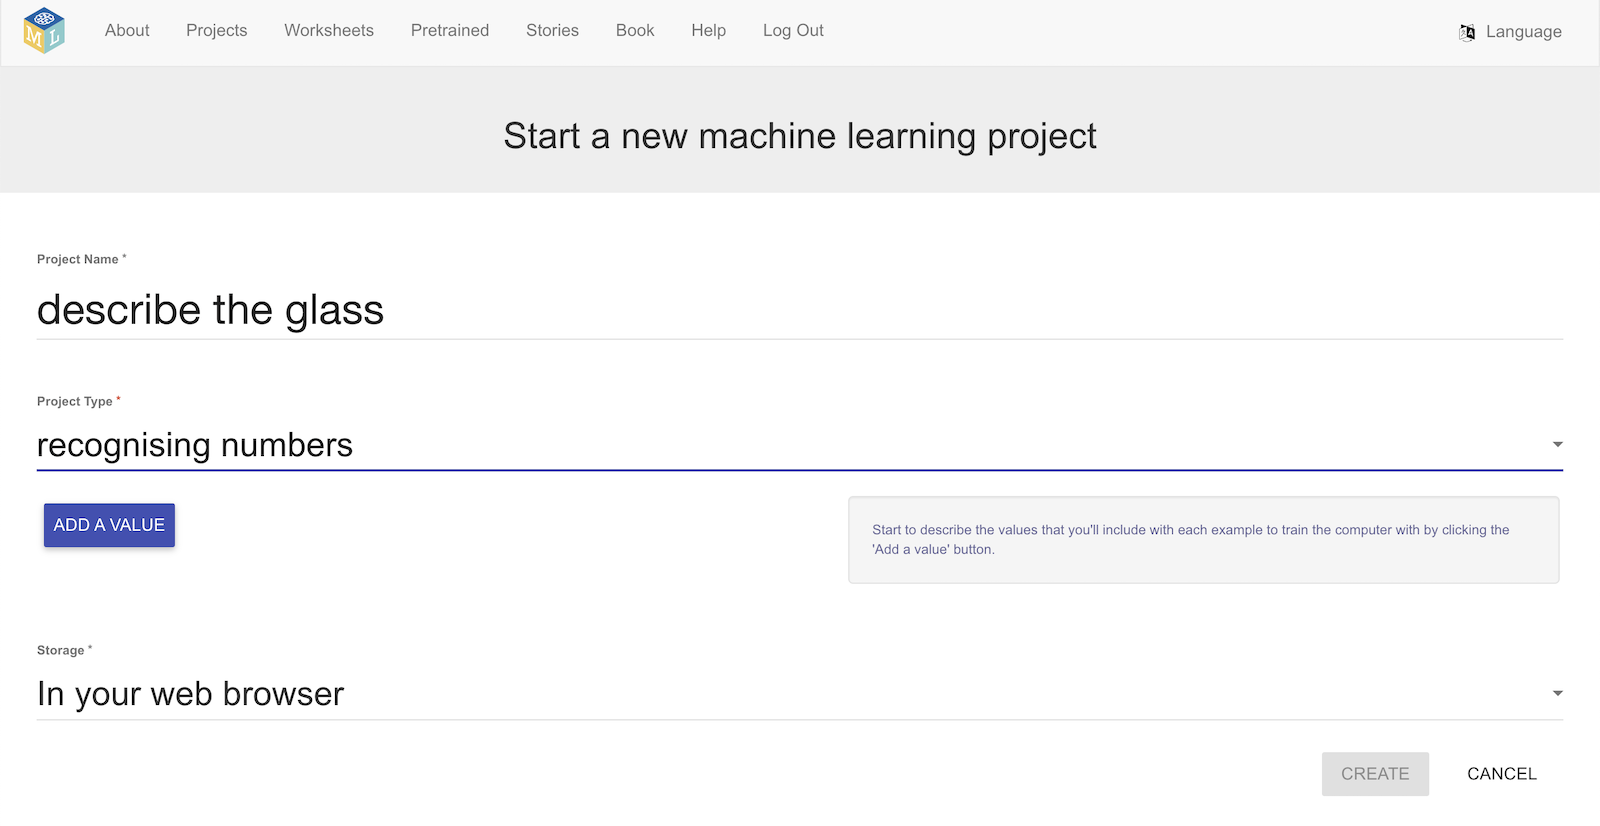 M L
About Projects Worksheets Pretrained Stories Book Help Log Out Language
Start a new machine learning project
Project Name *
describe the glass
Project Type *
recognising numbers
ADD A VALUE
Start to describe the values that you'll include with each example to train the computer with by clicking the
'Add a value' button.
Storage *
In your web browser
CREATE CANCEL